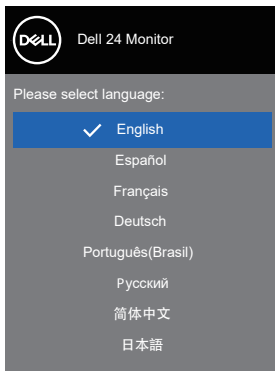 DELL
Dell 24 Monitor
Please select language:
English
Español
Français
Deutsch
Português(Brasil)
Русский
简体中文
日本語